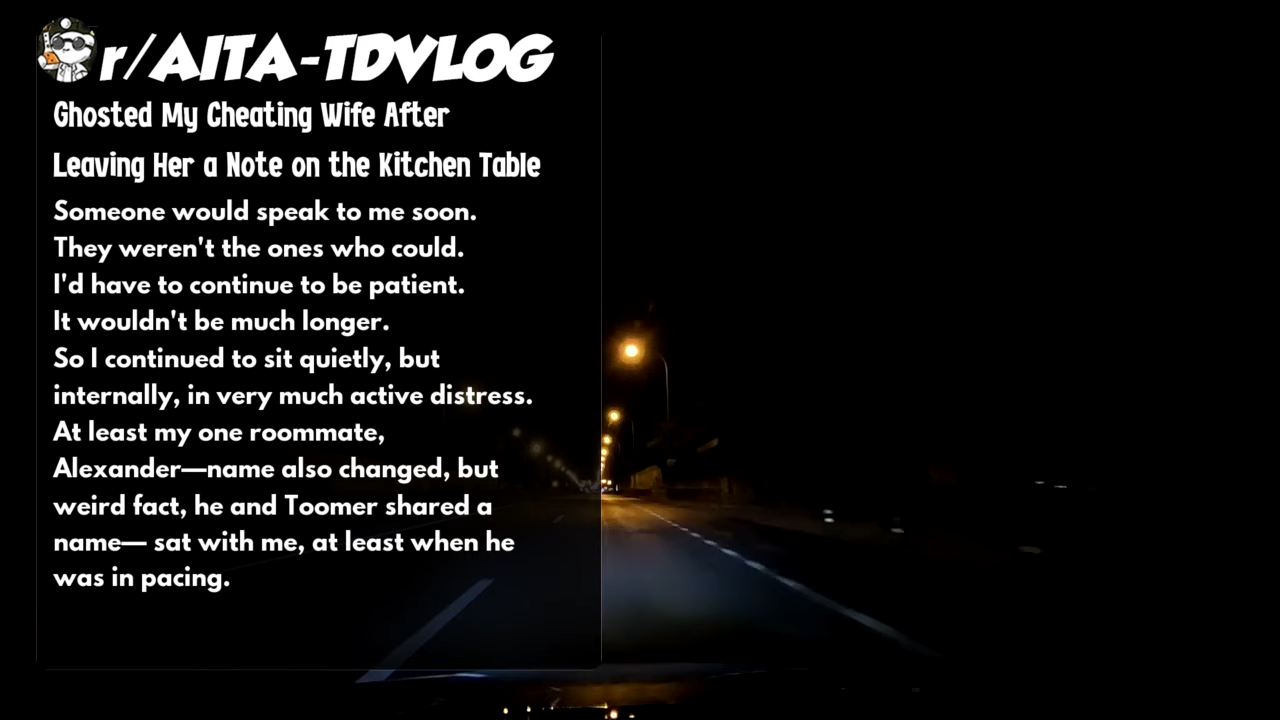 r/AITA-TDVLOG
Ghosted My Cheating Wife After
Leaving Her a Note on the Kitchen Table
Someone would speak to me soon.
They weren't the ones who could.
I'd have to continue to be patient.
It wouldn't be much longer.
So I continued to sit quietly, but
internally, in very much active distress.
At least my one roommate,
Alexander—name also changed, but
weird fact, he and Toomer shared a
name— sat with me, at least when he
was in pacing.